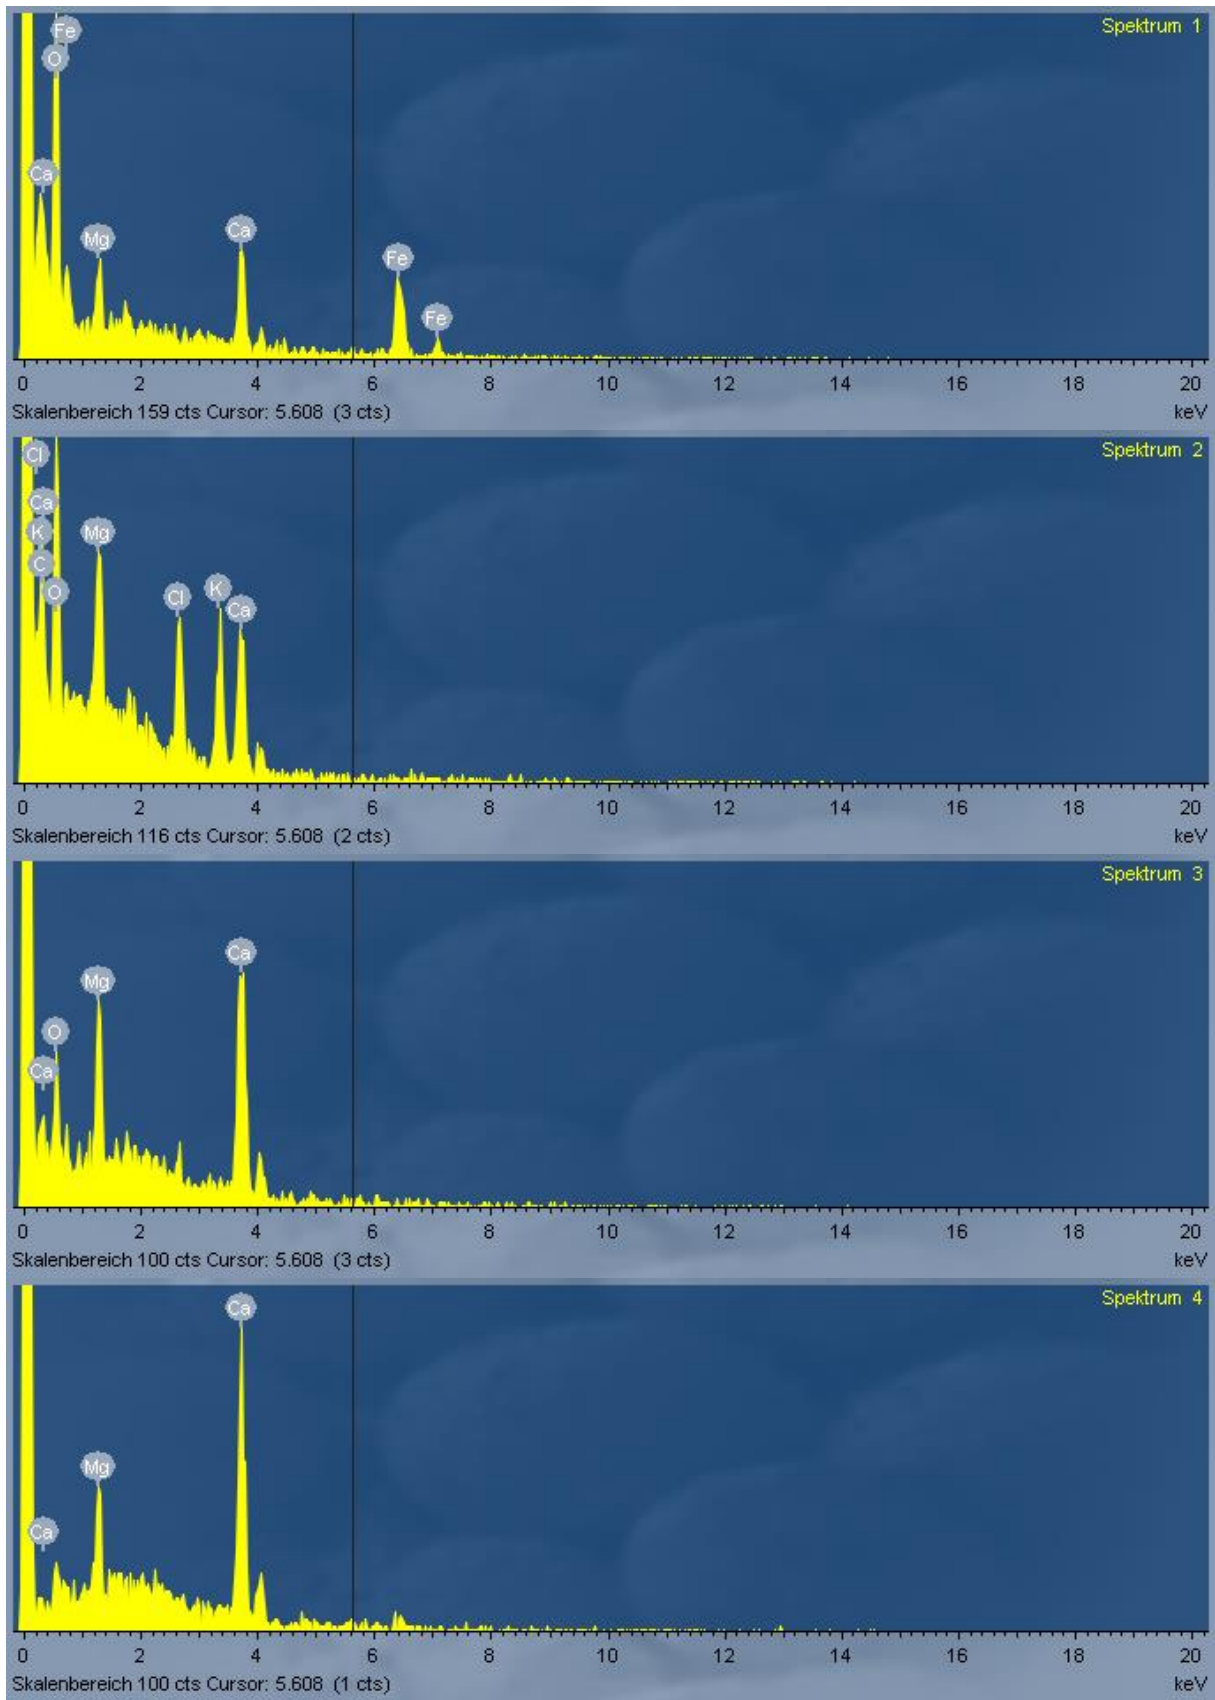 Spektrum 1
Fe
O
Ca
Mg
Ca
Fe
Fe
0 2 4 6 8 10 12 14 16 18 20
Skalenbereich 159 cts Cursor: 5.608 (3 cts) keV
Spektrum 2
Cl
Ca
K
C
O
Mg
Cl
K
Ca
0 2 4 6 8 10 12 14 16 18 20
Skalenbereich 116 cts Cursor: 5.608 (2 cts) keV
Spektrum 3
Ca
Mg
O
Ca
0 2 4 6 8 10 12 14 16 18 20
Skalenbereich 100 cts Cursor: 5.608 (3 cts) keV
Spektrum 4
Ca
Mg
Ca
0 2 4 6 8 10 12 14 16 18 20
Skalenbereich 100 cts Cursor: 5.608 (1 cts) keV